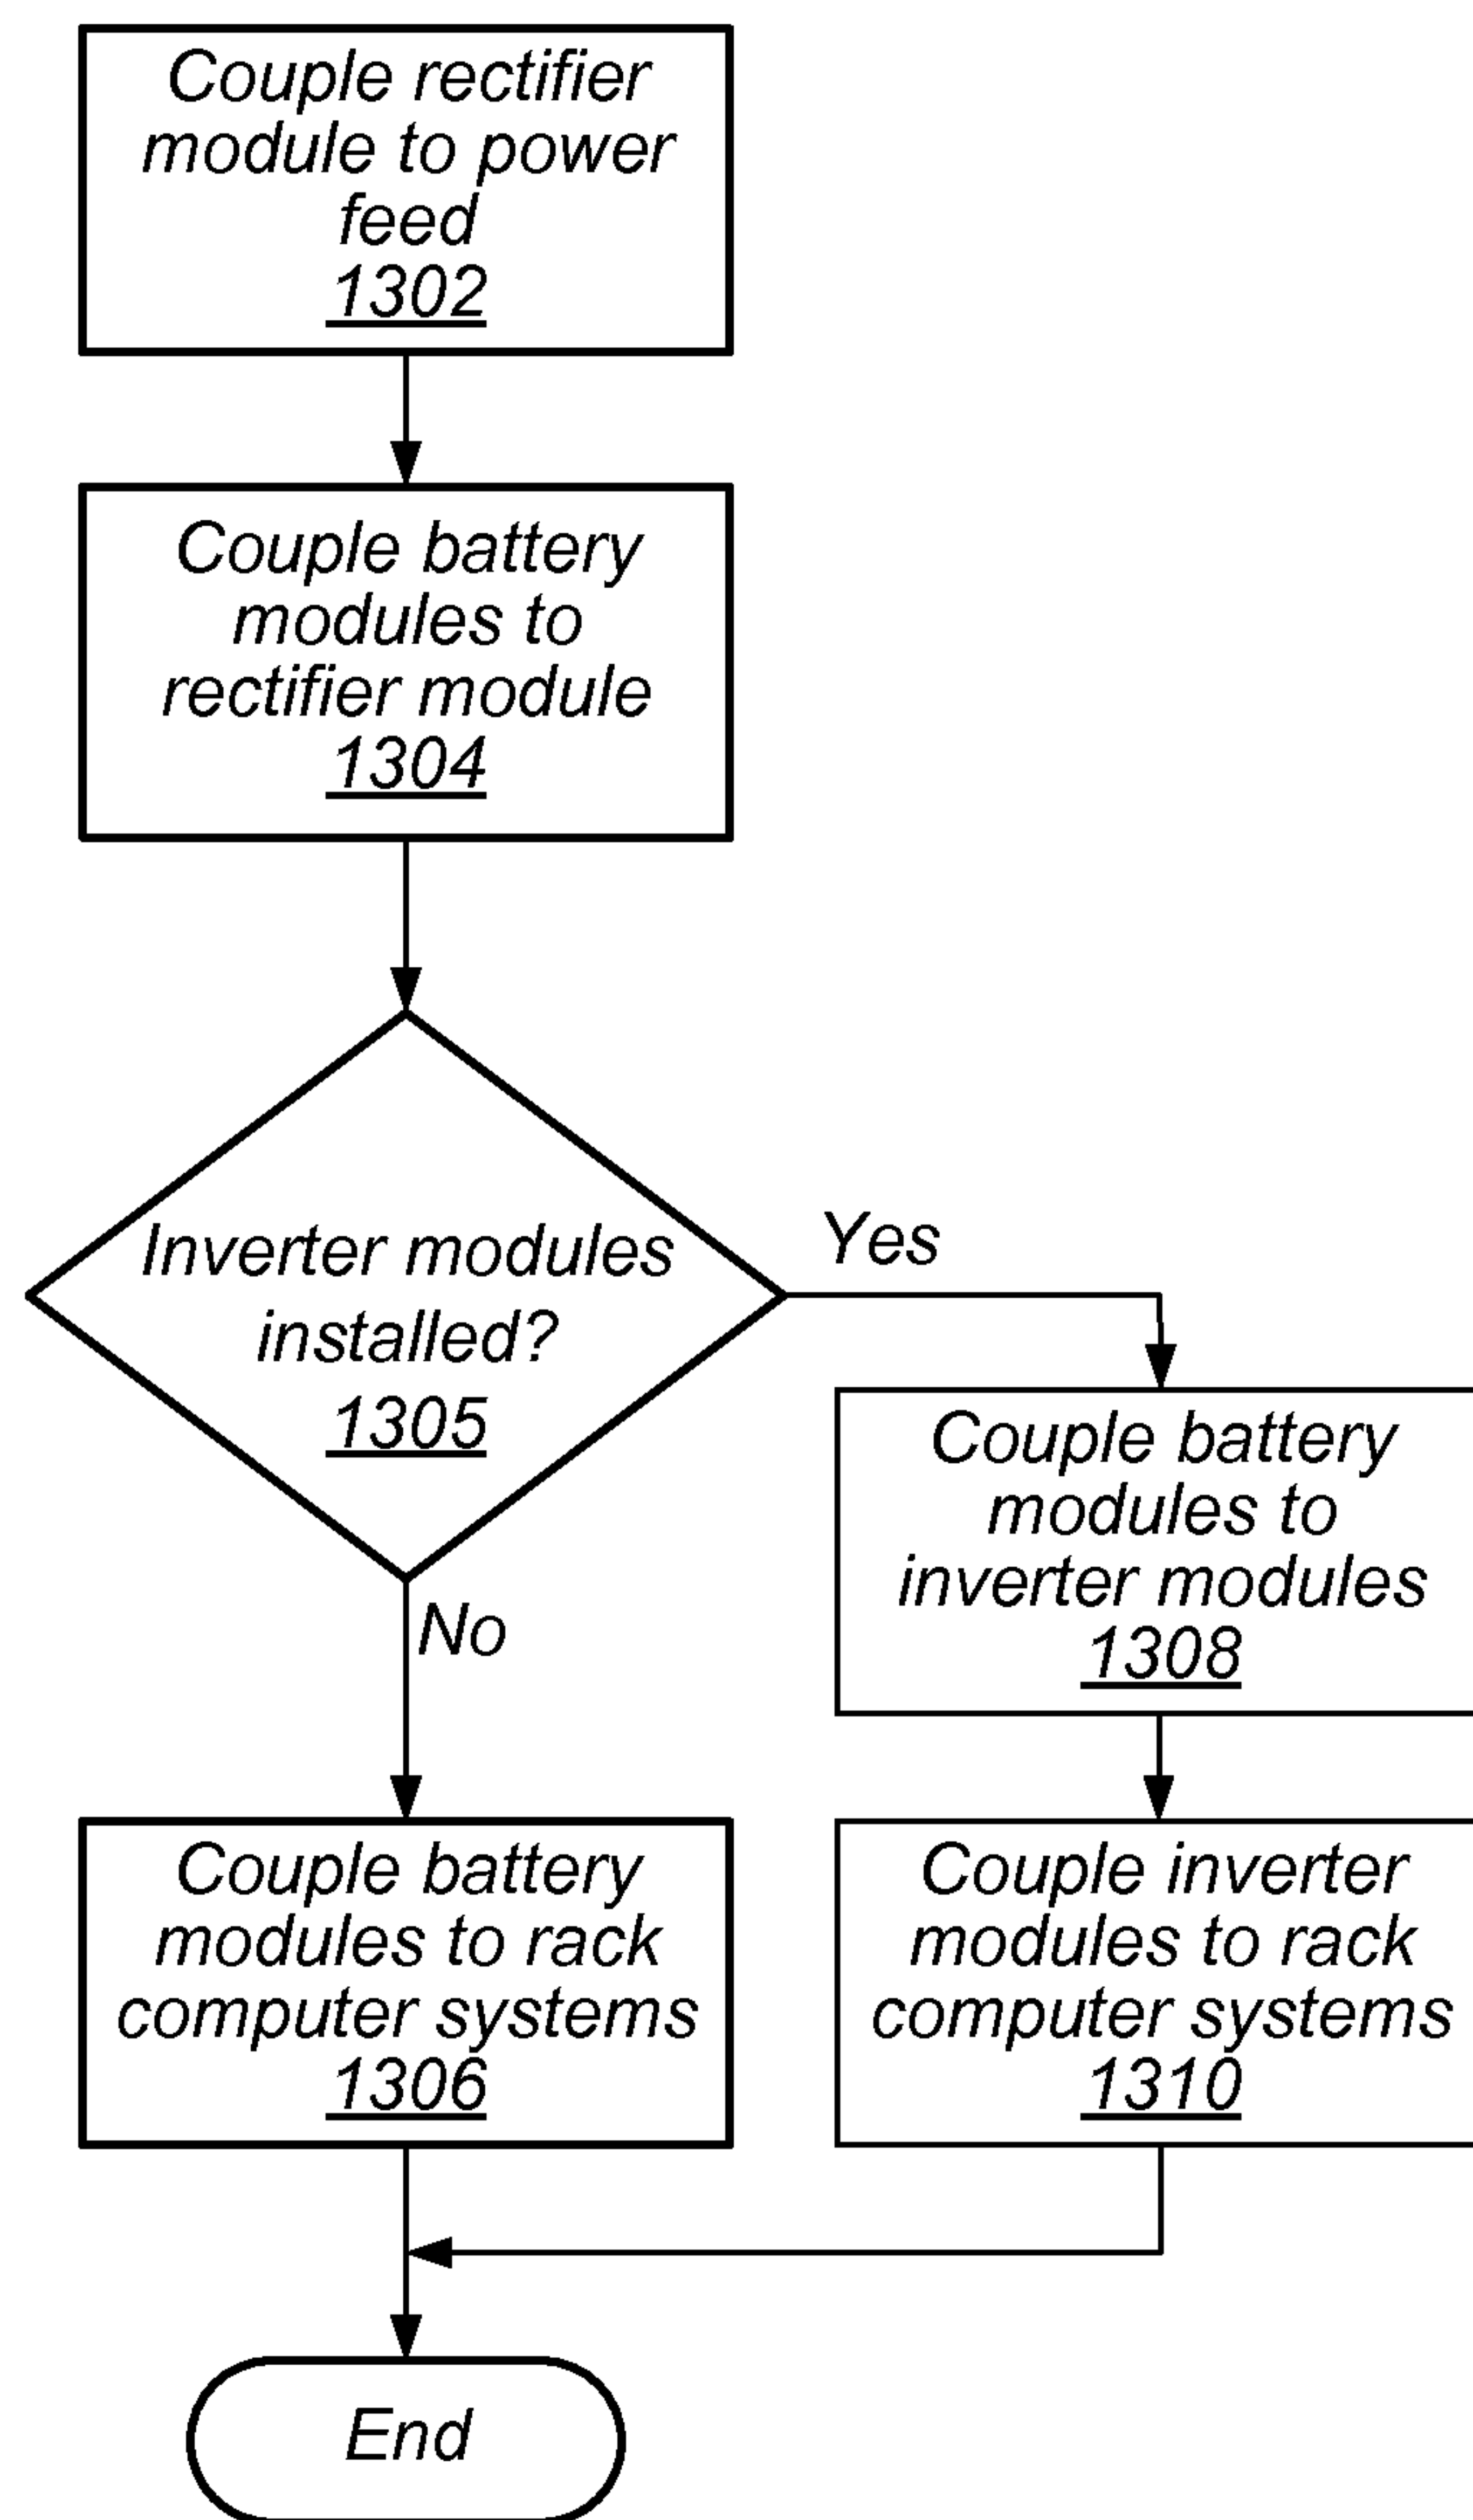 Couple rectifier
module to power
feed
1302
Couple battery
modules to
rectifier module
1304
Inverter modules
installed?
1305
Yes
No
Couple battery
modules to
inverter modules
1308
Couple battery
modules to rack
computer systems
1306
Couple inverter
modules to rack
computer systems
1310
End